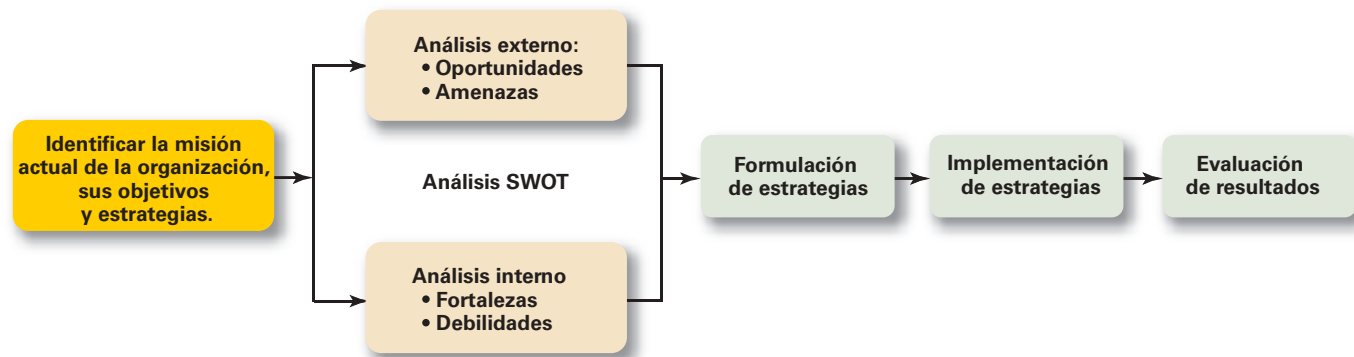 Identificar la misión
actual de la organización,
sus objetivos
y estrategias.
Análisis externo:
• Oportunidades
• Amenazas
Análisis SWOT
Análisis interno
• Fortalezas
• Debilidades
Formulación
de estrategias
Implementación
de estrategias
Evaluación
de resultados